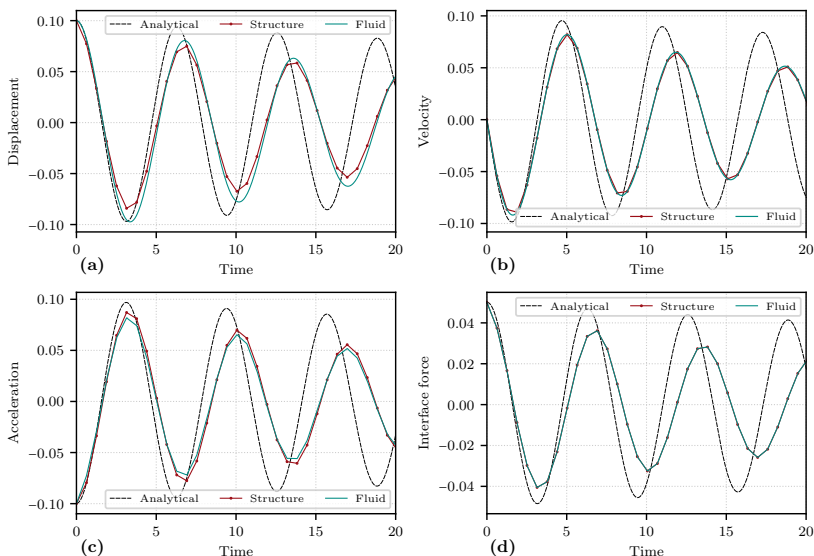 Analytical Structure Fluid
0.10
0.05
0.00
−0.05
−0.10
Displacement
0 5 10 15 20
(a) Time
0.10
0.05
0.00
−0.05
−0.10
Velocity
Analytical Structure Fluid
0 5 10 15 20
(b) Time
0.10
0.05
0.00
−0.05
−0.10
Acceleration
Analytical Structure Fluid
0 5 10 15 20
(c) Time
Analytical Structure Fluid
0.04
0.02
0.00
−0.02
−0.04
Interface force
0 5 10 15 20
(d) Time